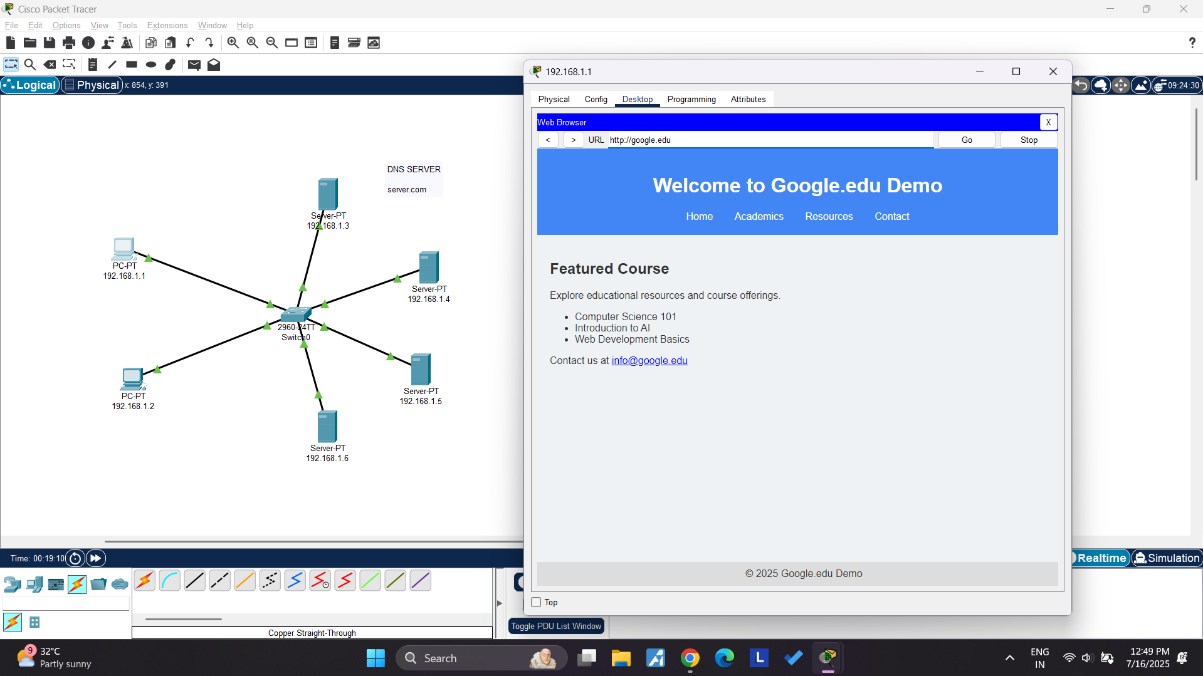 Cisco Packet Tracer
File Edit Options View Tools Extensions Window Help
?
Logical Physical x: 854, y: 391
09:24:30
DNS SERVER
server.com
Server-PT
192.168.1.3
PC-PT
192.168.1.1
Server-PT
192.168.1.4
2960-24TT
Switch0
Server-PT
192.168.1.5
PC-PT
192.168.1.2
Server-PT
192.168.1.6
192.168.1.1
Physical Config Desktop Programming Attributes
Web Browser X
< > URL http://google.edu Go Stop
Welcome to Google.edu Demo
Home Academics Resources Contact
Featured Course
Explore educational resources and course offerings.
• Computer Science 101
• Introduction to AI
• Web Development Basics
Contact us at info@google.edu
© 2025 Google.edu Demo
Top
Time: 00:19:10
Realtime Simulation
Toggle PDU List Window
Copper Straight-Through
9
32°C
Partly sunny
Search
L
ENG
IN
12:49 PM
7/16/2025